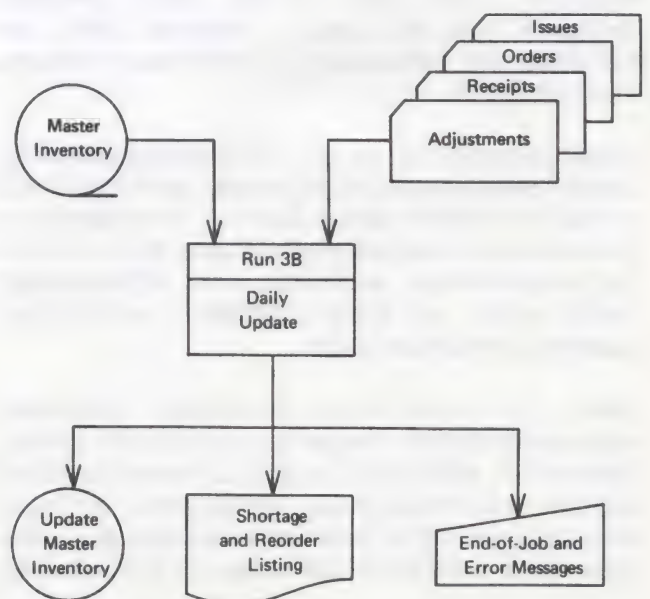 Issues
Orders
Receipts
Adjustments
Master
Inventory
Run 3B
Daily
Update
Update
Master
Inventory
Shortage
and Reorder
Listing
End-of-Job and
Error Messages